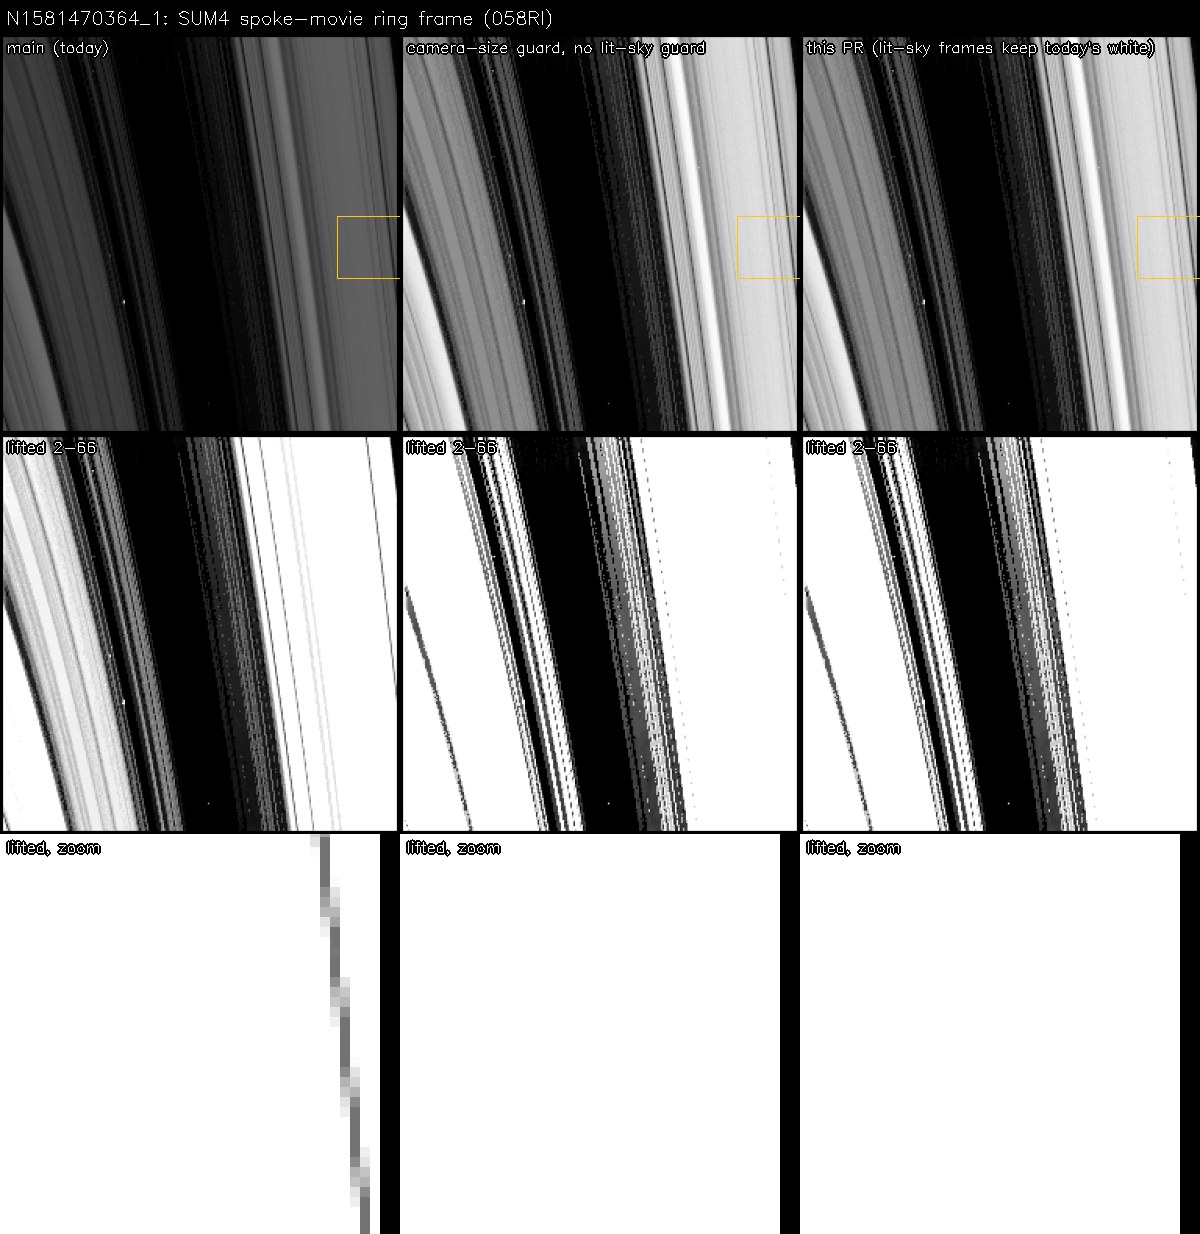 N1581470364_1: SUM4 spoke-movie ring frame (058RI)
main (today)
camera-size guard, no lit-sky guard
this PR (lit-sky frames keep today's white)
lifted 2-66
lifted 2-66
lifted 2-66
lifted, zoom
lifted, zoom
lifted, zoom